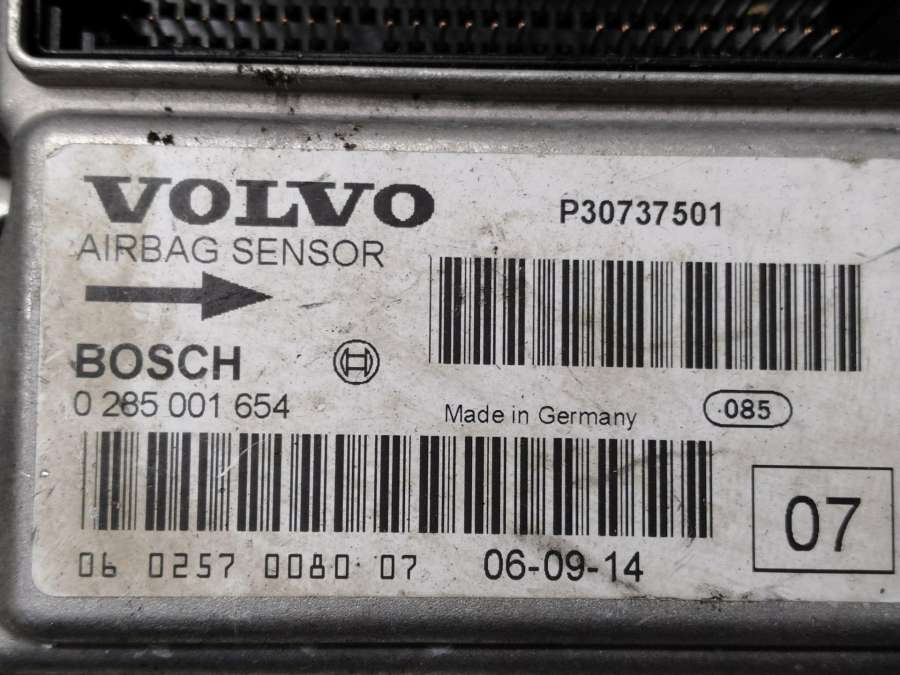 VOLVO
P30737501
AIRBAG SENSOR
BOSCH
0 285 001 654
Made in Germany
085
07
06 0257 0080 07 06-09-14